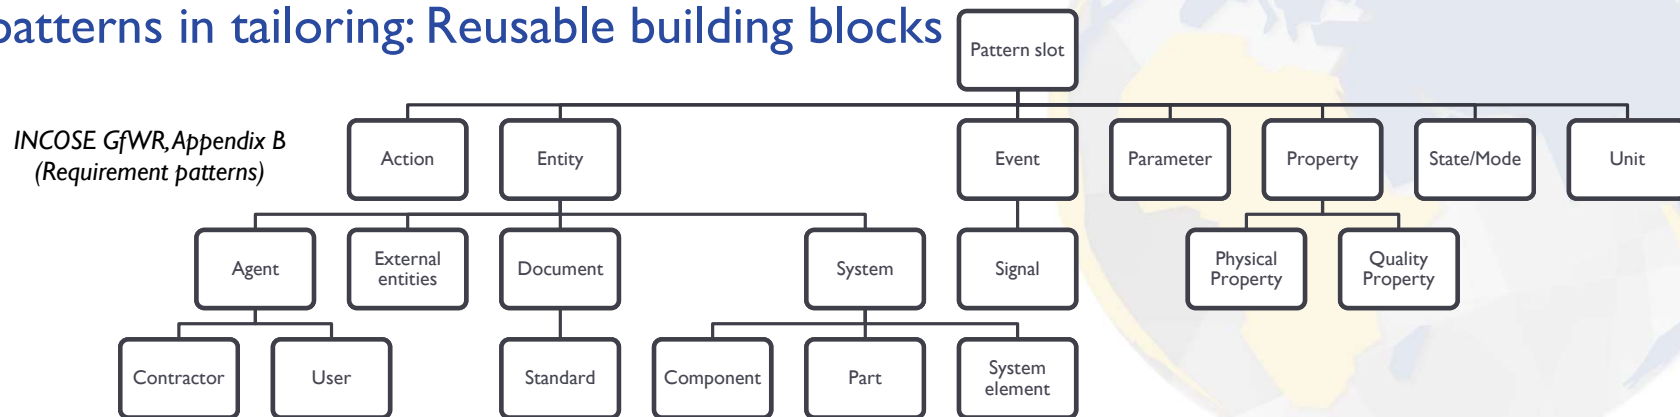 patterns in tailoring: Reusable building blocks
Pattern slot
INCOSE GfWR, Appendix B
(Requirement patterns)
Action
Entity
Event
Parameter
Property
State/Mode
Unit
Agent
External
entities
Document
System
Signal
Physical
Property
Quality
Property
Contractor
User
Standard
Component
Part
System
element